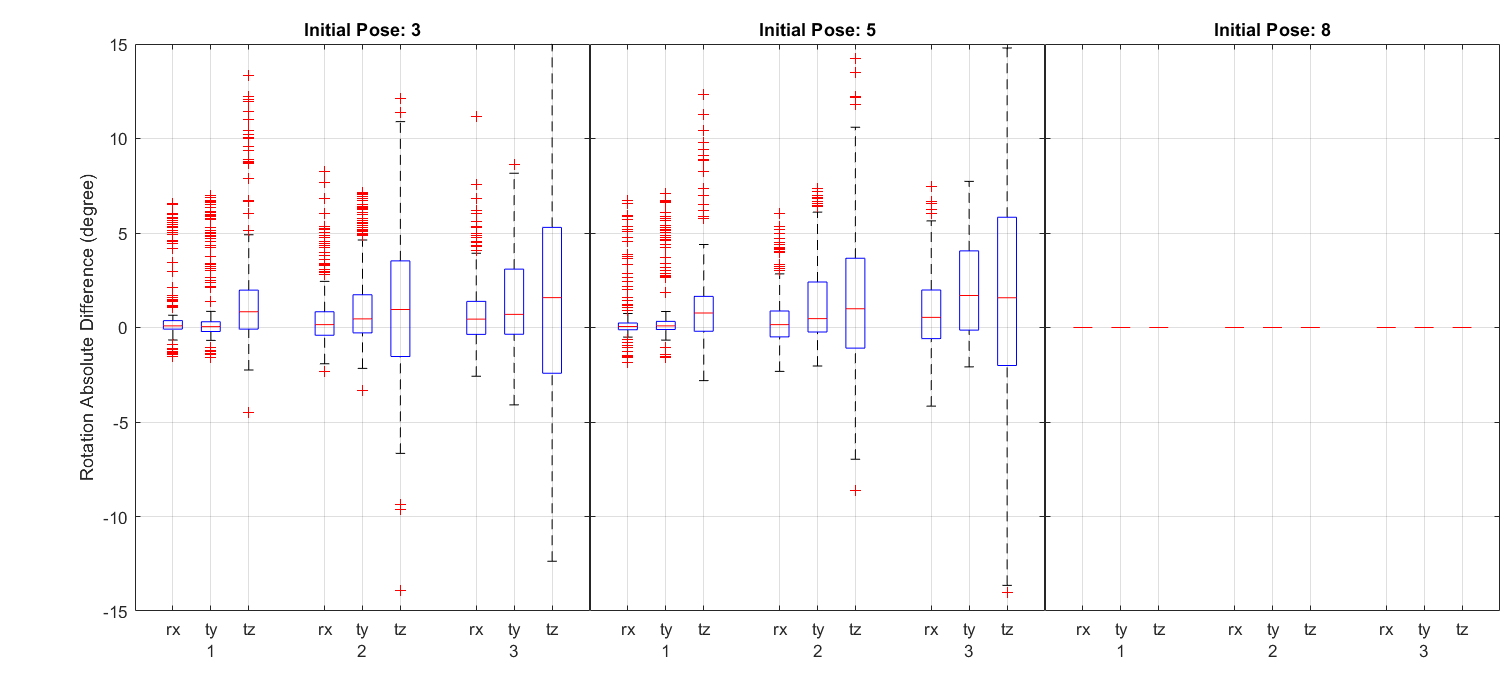 Initial Pose: 3 Initial Pose: 5 Initial Pose: 8
Rotation Absolute Difference (degree)
15
10
5
0
-5
-10
-15
rx ty tz rx ty tz rx ty tz rx ty tz rx ty tz rx ty tz rx ty tz rx ty tz rx ty tz
1 2 3 1 2 3 1 2 3